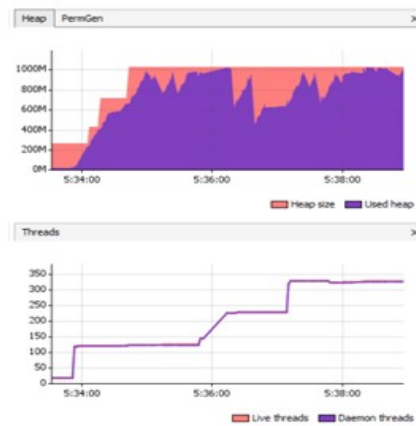 Heap PermGen ×
1000M
800M
600M
400M
200M
0M
5:34:00 5:36:00 5:38:00
Heap size Used heap
Threads ×
350
300
250
200
150
100
50
0
5:34:00 5:36:00 5:38:00
Live threads Daemon threads